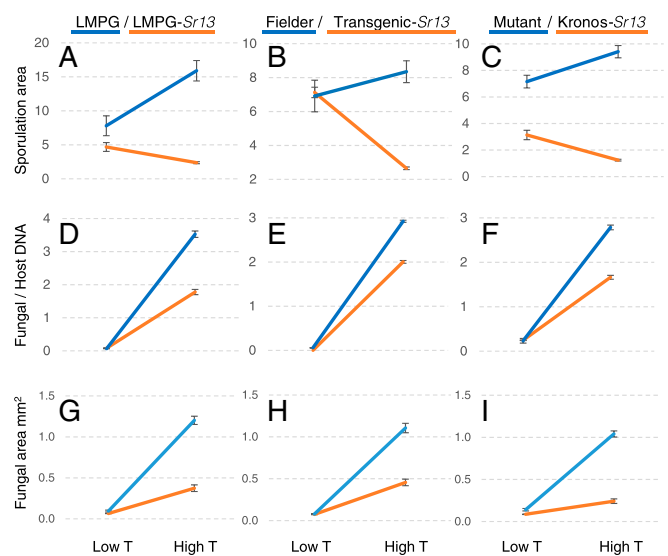 LMPG / LMPG-Sr13 Fielder / Transgenic-Sr13 Mutant / Kronos-Sr13
A B C
Sporulation area
20 15 10 5 0
10 8 6 4 2
10 8 6 4 2 0
D E F
Fungal / Host DNA
4 3 2 1 0
3 2 1 0
3 2 1 0
G H I
Fungal area mm²
1.5 1.0 0.5 0.0
1.5 1.0 0.5 0.0
1.5 1.0 0.5 0.0
Low T High T Low T High T Low T High T